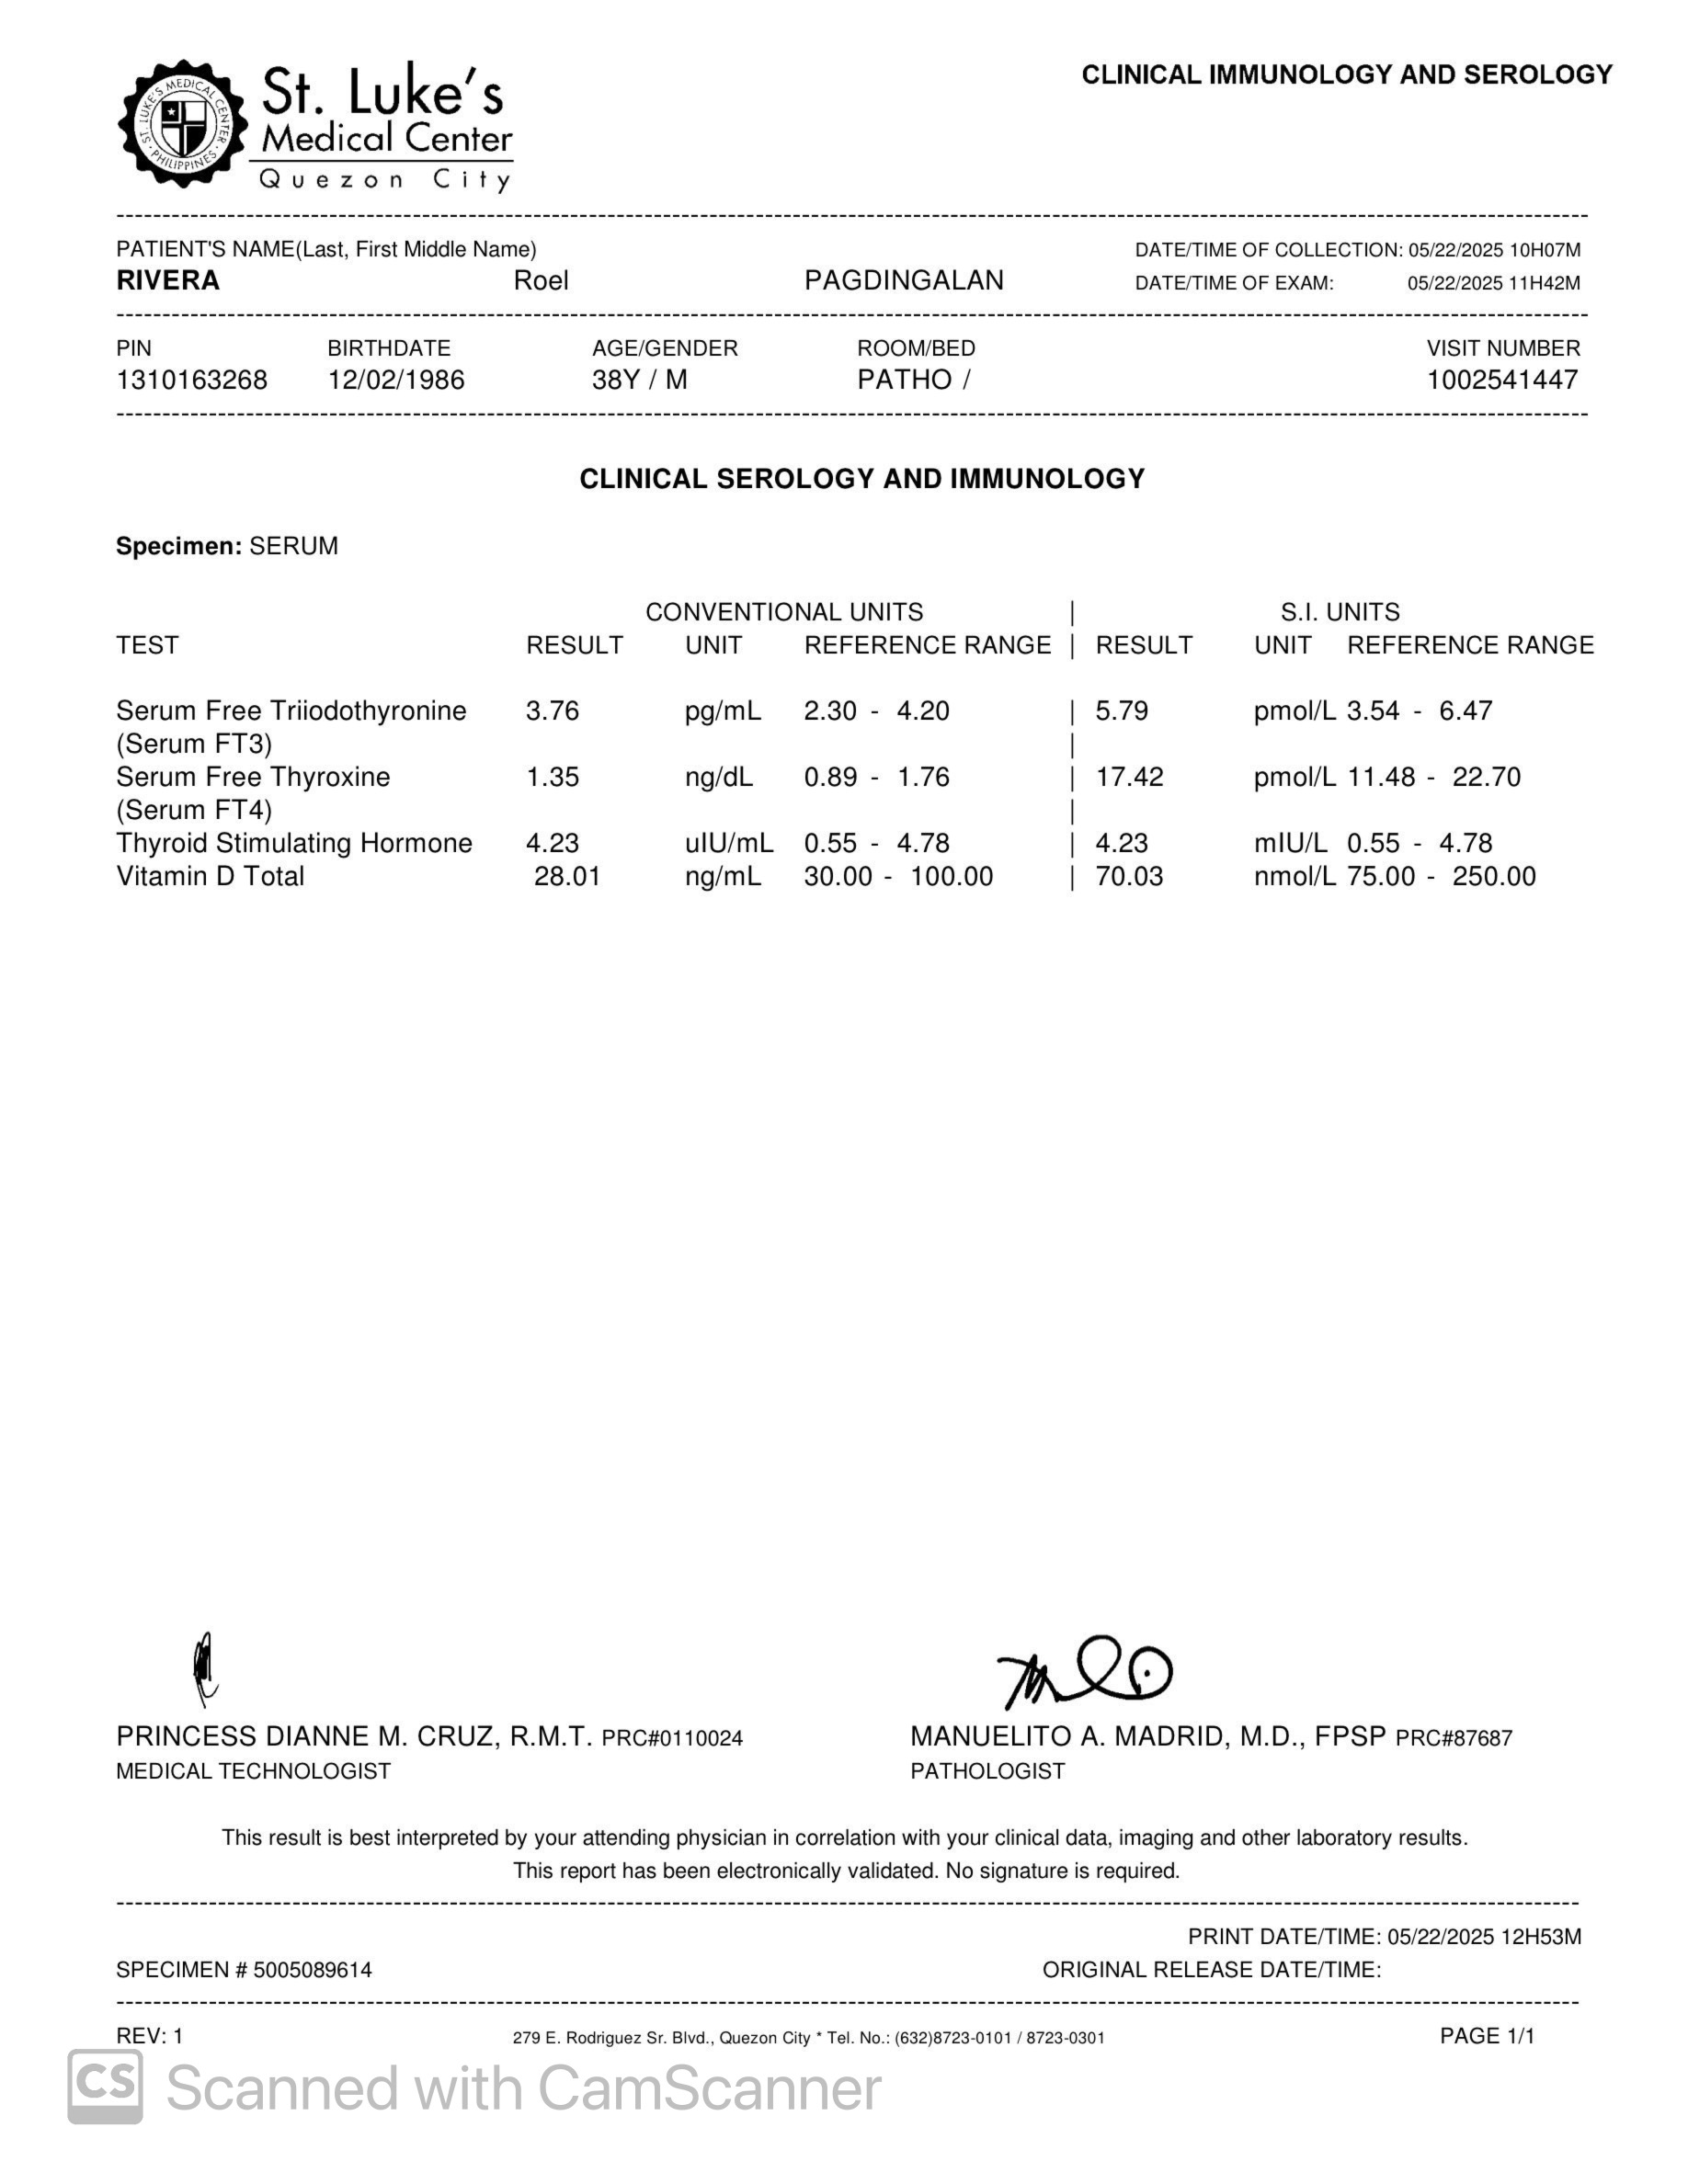 CLINICAL IMMUNOLOGY AND SEROLOGY
ST. LUKE'S MEDICAL CENTER • PHILIPPINES •
St. Luke's
Medical Center
Quezon City
PATIENT'S NAME(Last, First Middle Name) DATE/TIME OF COLLECTION: 05/22/2025 10H07M
RIVERA Roel PAGDINGALAN DATE/TIME OF EXAM: 05/22/2025 11H42M
PIN BIRTHDATE AGE/GENDER ROOM/BED VISIT NUMBER
1310163268 12/02/1986 38Y / M PATHO / 1002541447
CLINICAL SEROLOGY AND IMMUNOLOGY
Specimen: SERUM
CONVENTIONAL UNITS | S.I. UNITS
TEST RESULT UNIT REFERENCE RANGE | RESULT UNIT REFERENCE RANGE
Serum Free Triiodothyronine 3.76 pg/mL 2.30 - 4.20 | 5.79 pmol/L 3.54 - 6.47
(Serum FT3) |
Serum Free Thyroxine 1.35 ng/dL 0.89 - 1.76 | 17.42 pmol/L 11.48 - 22.70
(Serum FT4) |
Thyroid Stimulating Hormone 4.23 uIU/mL 0.55 - 4.78 | 4.23 mIU/L 0.55 - 4.78
Vitamin D Total 28.01 ng/mL 30.00 - 100.00 | 70.03 nmol/L 75.00 - 250.00
PRINCESS DIANNE M. CRUZ, R.M.T. PRC#0110024 MANUELITO A. MADRID, M.D., FPSP PRC#87687
MEDICAL TECHNOLOGIST PATHOLOGIST
This result is best interpreted by your attending physician in correlation with your clinical data, imaging and other laboratory results.
This report has been electronically validated. No signature is required.
PRINT DATE/TIME: 05/22/2025 12H53M
SPECIMEN # 5005089614 ORIGINAL RELEASE DATE/TIME:
REV: 1 279 E. Rodriguez Sr. Blvd., Quezon City * Tel. No.: (632)8723-0101 / 8723-0301 PAGE 1/1
CS Scanned with CamScanner